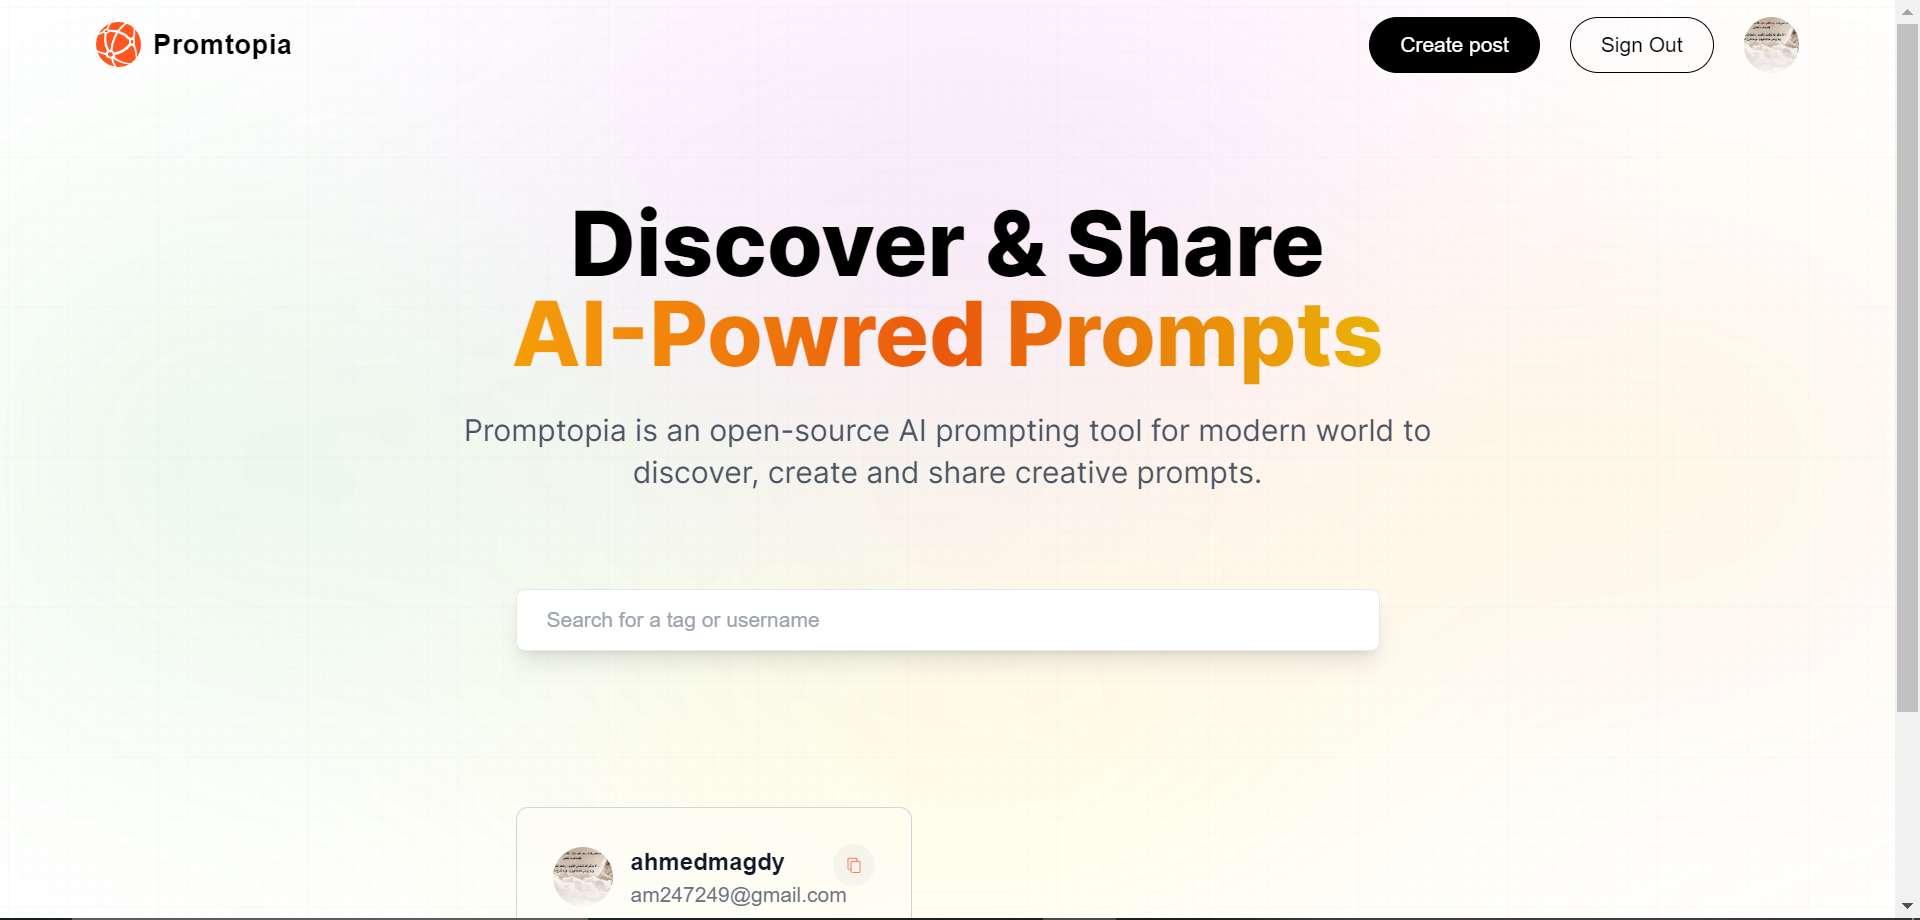 Promtopia
Create post
Sign Out
Discover & Share
AI-Powred Prompts
Promptopia is an open-source AI prompting tool for modern world to
discover, create and share creative prompts.
Search for a tag or username
ahmedmagdy
am247249@gmail.com